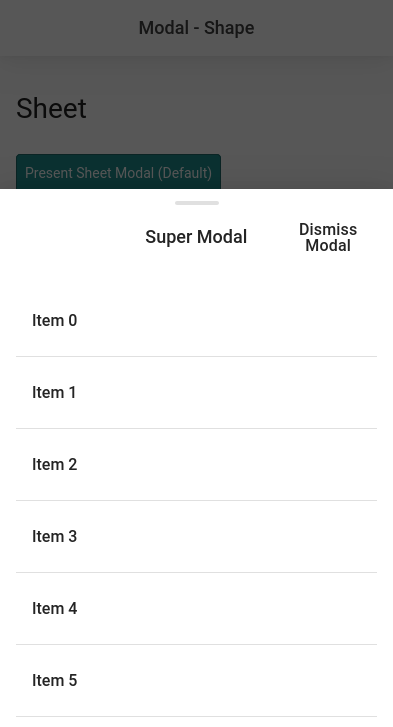 Modal - Shape
Sheet
Present Sheet Modal (Default)
Super Modal
Dismiss
Modal
Item 0
Item 1
Item 2
Item 3
Item 4
Item 5